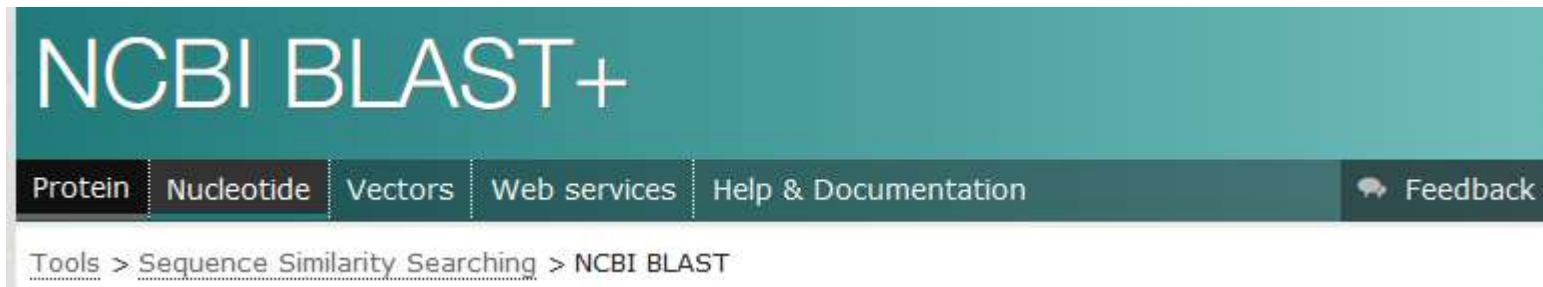 NCBI BLAST+
Protein Nucleotide Vectors Web services Help & Documentation Feedback
Tools > Sequence Similarity Searching > NCBI BLAST